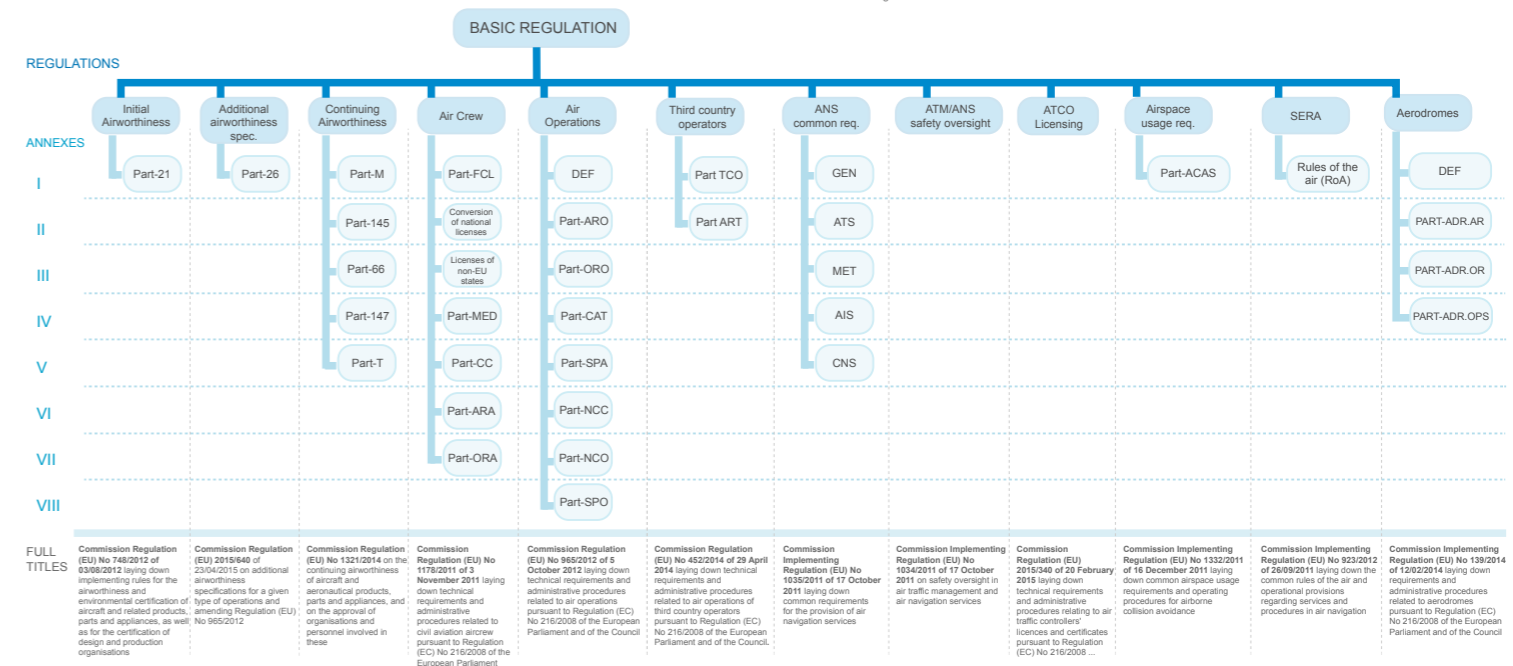 BASIC REGULATION
REGULATIONS
Initial
Airworthiness
Additional
airworthiness
spec.
Continuing
Airworthiness
Air Crew
Air
Operations
Third country
operators
ANS
common req.
ATM/ANS
safety oversight
ATCO
Licensing
Airspace
usage req.
SERA
Aerodromes
ANNEXES
I
Part-21
Part-26
Part-M
Part-FCL
DEF
Part TCO
GEN
Part-ACAS
Rules of the
air (RoA)
DEF
II
Part-145
Conversion
of national
licenses
Part-ARO
Part ART
ATS
PART-ADR.AR
III
Part-66
Licenses of
non-EU
states
Part-ORO
MET
PART-ADR.OR
IV
Part-147
Part-MED
Part-CAT
AIS
PART-ADR.OPS
V
Part-T
Part-CC
Part-SPA
CNS
VI
Part-ARA
Part-NCC
VII
Part-ORA
Part-NCO
VIII
Part-SPO
FULL
TITLES
Commission Regulation
(EU) No 748/2012 of
03/08/2012 laying down
implementing rules for the
airworthiness and
environmental certification of
aircraft and related products,
parts and appliances, as well
as for the certification of
design and production
organisations
Commission Regulation
(EU) 2015/640 of
23/04/2015 on additional
airworthiness
specifications for a given
type of operations and
amending Regulation (EU)
No 965/2012
Commission Regulation
(EU) No 1321/2014 on the
continuing airworthiness
of aircraft and
aeronautical products,
parts and appliances, and
on the approval of
organisations and
personnel involved in
these
Commission
Regulation (EU) No
1178/2011 of 3
November 2011 laying
down technical
requirements and
administrative
procedures related to
civil aviation aircrew
pursuant to Regulation
(EC) No 216/2008 of the
European Parliament
Commission Regulation
(EU) No 965/2012 of 5
October 2012 laying down
technical requirements and
administrative procedures
related to air operations
pursuant to Regulation (EC)
No 216/2008 of the European
Parliament and of the Council
Commission Regulation
(EU) No 452/2014 of 29 April
2014 laying down technical
requirements and
administrative procedures
related to air operations of
third country operators
pursuant to Regulation (EC)
No 216/2008 of the European
Parliament and of the Council.
Commission
Implementing
Regulation (EU) No
1035/2011 of 17 October
2011 laying down
common requirements
for the provision of air
navigation services
Commission Implementing
Regulation (EU) No
1034/2011 of 17 October
2011 on safety oversight in
air traffic management and
air navigation services
Commission
Regulation (EU)
2015/340 of 20 February
2015 laying down
technical requirements
and administrative
procedures relating to air
traffic controllers'
licences and certificates
pursuant to Regulation
(EC) No 216/2008 ...
Commission Implementing
Regulation (EU) No 1332/2011
of 16 December 2011 laying
down common airspace usage
requirements and operating
procedures for airborne
collision avoidance
Commission Implementing
Regulation (EU) No 923/2012
of 26/09/2011 laying down the
common rules of the air and
operational provisions
regarding services and
procedures in air navigation
Commission Implementing
Regulation (EU) No 139/2014
of 12/02/2014 laying down
requirements and
administrative procedures
related to aerodromes
pursuant to Regulation (EC)
No 216/2008 of the European
Parliament and of the Council